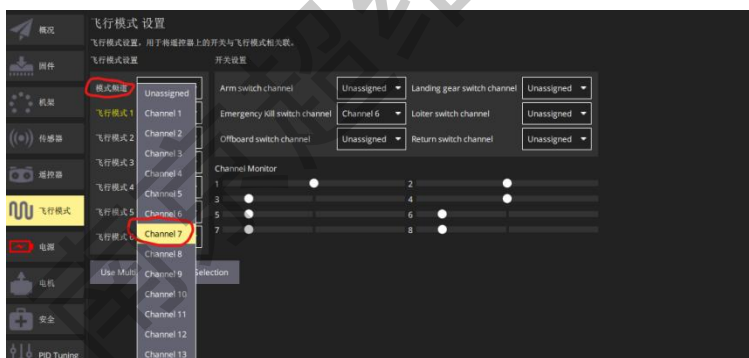 概况
固件
机架
传感器
遥控器
飞行模式
电源
电机
安全
PID Tuning
飞行模式 设置
飞行模式设置，用于将遥控器上的开关与飞行模式相关联。
飞行模式设置
模式频道
飞行模式 1
飞行模式 2
飞行模式 3
飞行模式 4
飞行模式 5
飞行模式 6
Use Multi
Selection
Unassigned
Channel 1
Channel 2
Channel 3
Channel 4
Channel 5
Channel 6
Channel 7
Channel 8
Channel 9
Channel 10
Channel 11
Channel 12
Channel 13
开关设置
Arm switch channel Unassigned Landing gear switch channel Unassigned
Emergency Kill switch channel Channel 6 Loiter switch channel Unassigned
Offboard switch channel Unassigned Return switch channel Unassigned
Channel Monitor
1 2
3 4
5 6
7 8